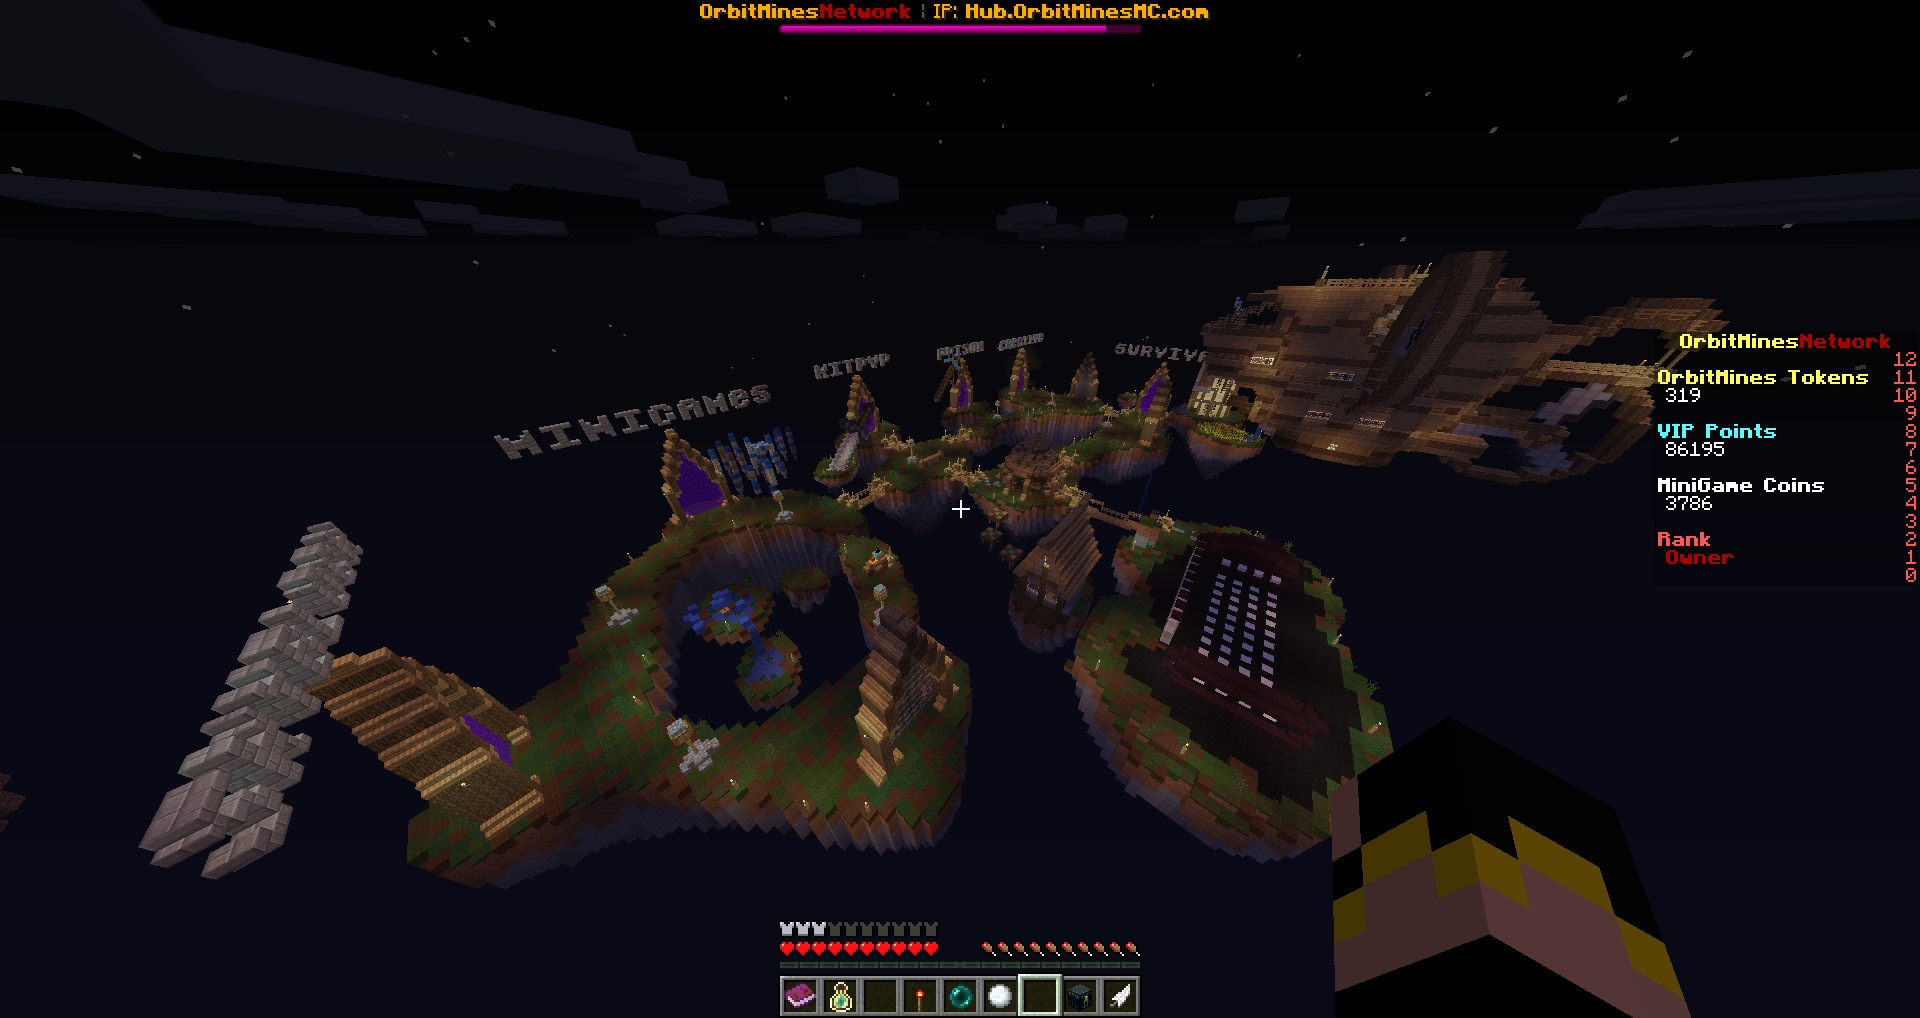 OrbitMinesNetwork | IP: Hub.OrbitMinesMC.com
MINIGAMES
KITPVP
PRISON
CREATIVE
SURVIVA
OrbitMinesNetwork
12
OrbitMines Tokens 11
319 10
9
VIP Points 8
86195 7
6
MiniGame Coins 5
3786 4
3
Rank 2
Owner 1
0